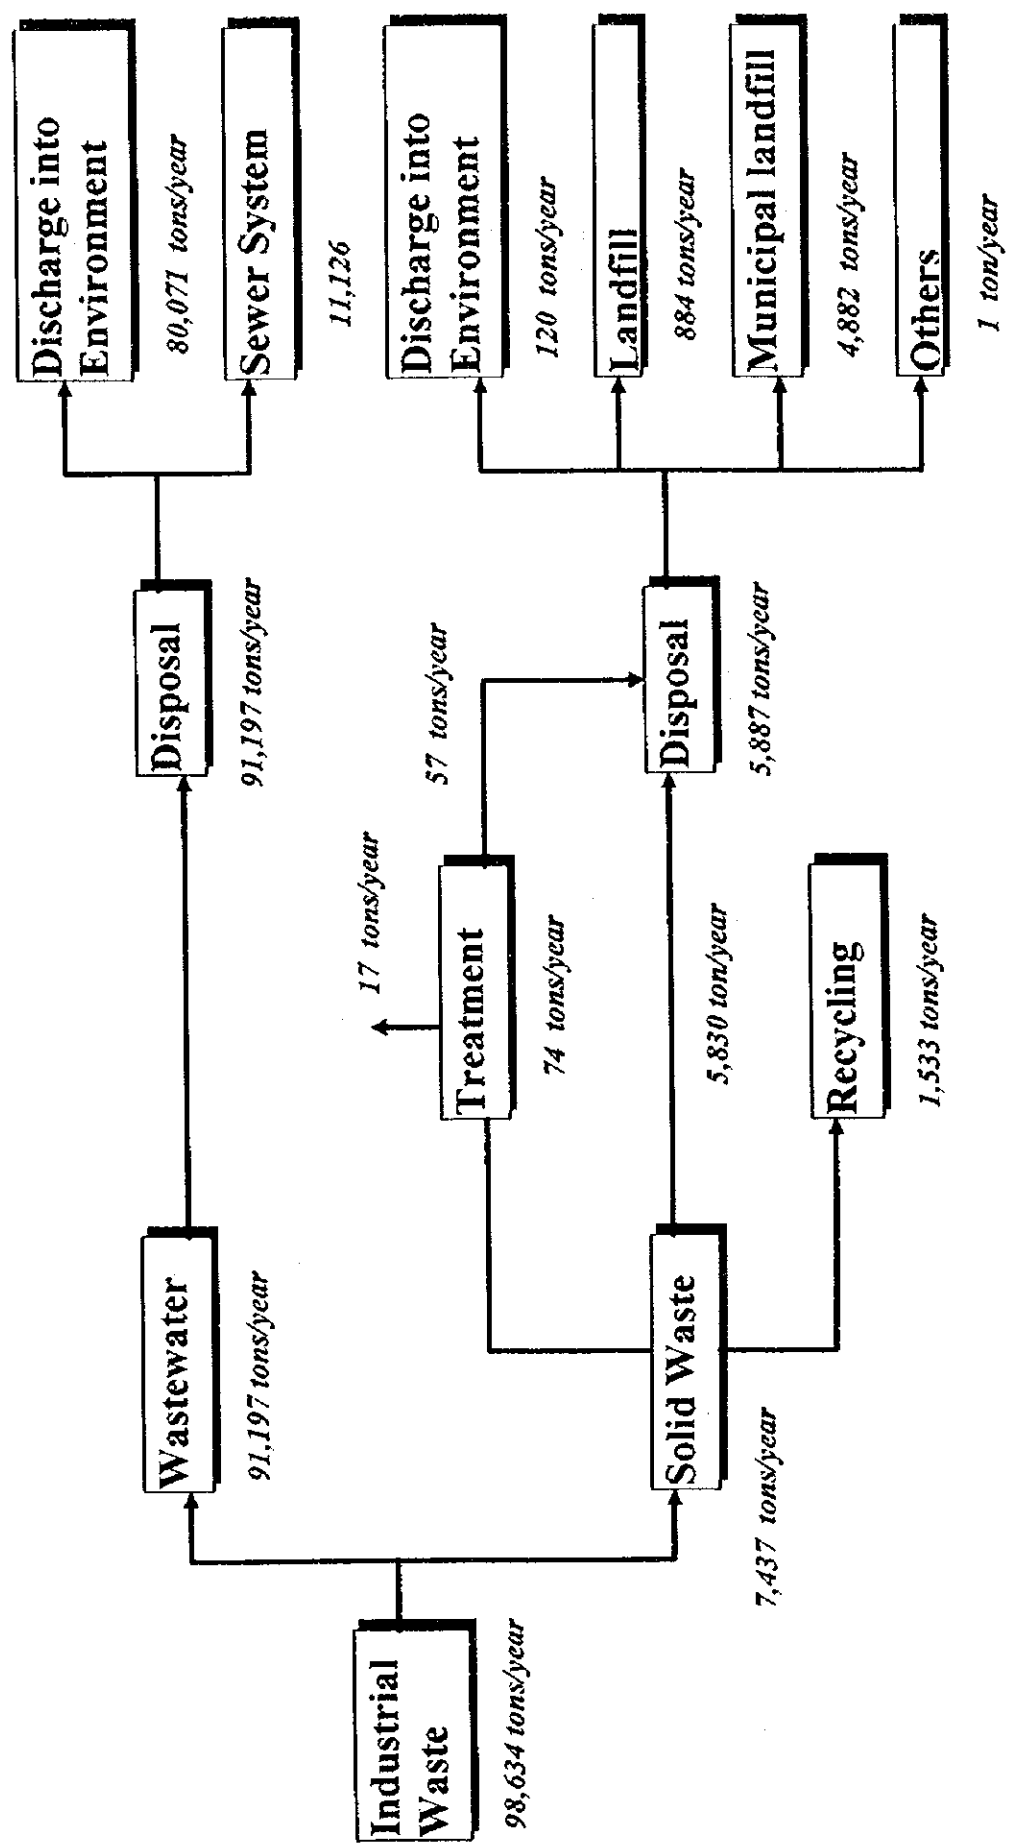 Industrial
Waste
98,634 tons/year
Wastewater
91,197 tons/year
Disposal
91,197 tons/year
Discharge into
Environment
80,071 tons/year
Sewer System
11,126
Solid Waste
7,437 tons/year
Treatment
74 tons/year
17 tons/year
57 tons/year
5,830 ton/year
Recycling
1,533 tons/year
Disposal
5,887 tons/year
Discharge into
Environment
120 tons/year
Landfill
884 tons/year
Municipal landfill
4,882 tons/year
Others
1 ton/year